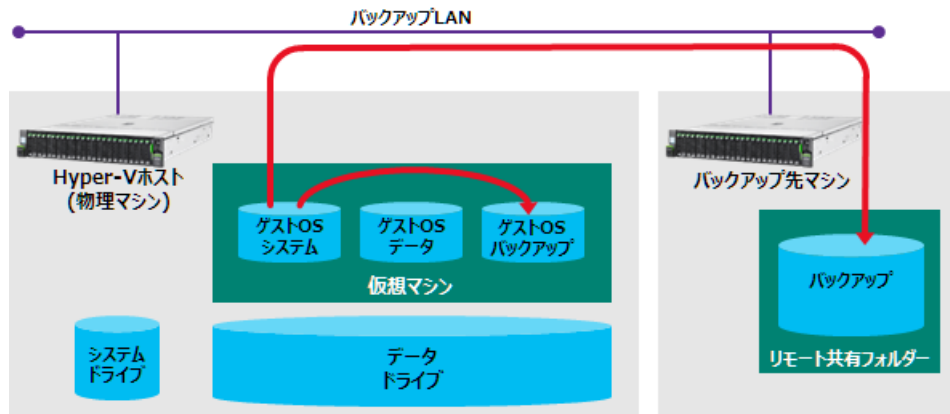 バックアップLAN
Hyper-Vホスト
(物理マシン)
バックアップ先マシン
ゲストOS
システム
ゲストOS
データ
ゲストOS
バックアップ
仮想マシン
バックアップ
リモート共有フォルダー
システム
ドライブ
データ
ドライブ